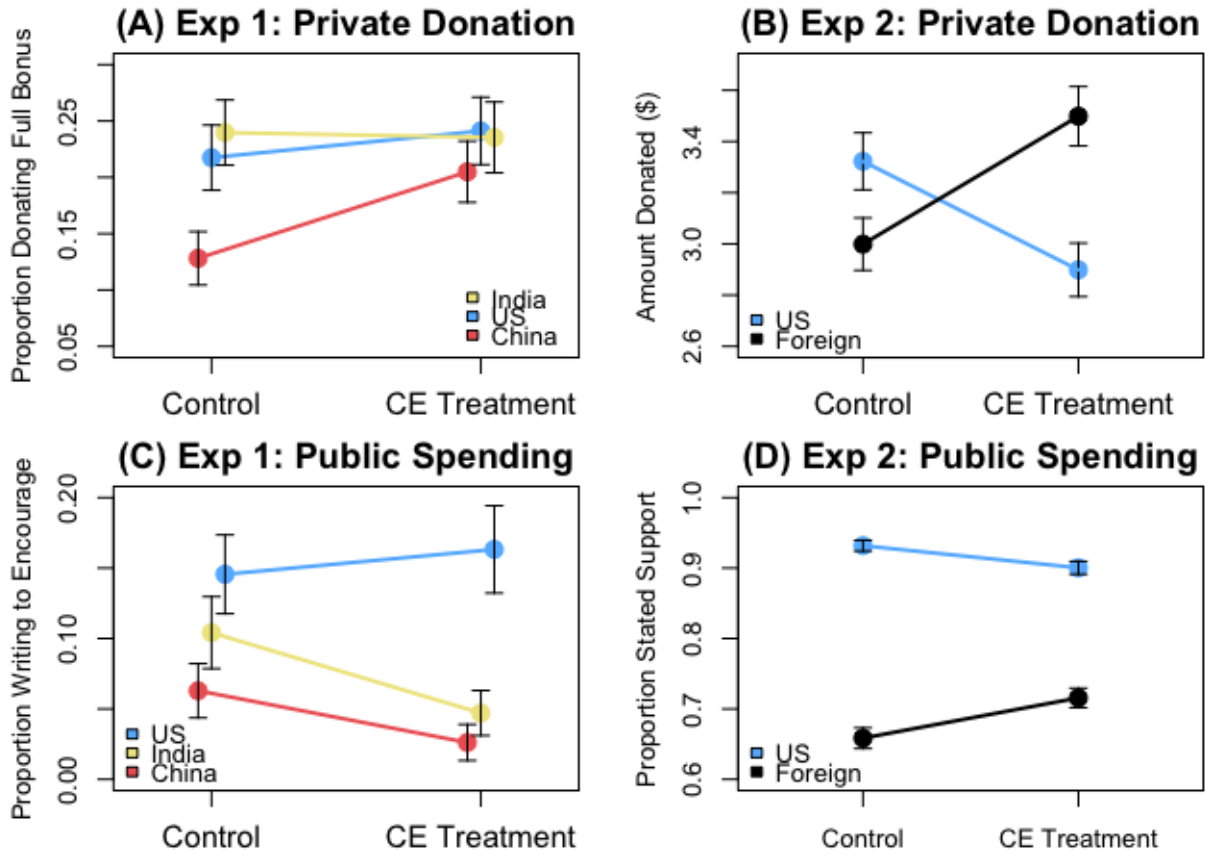 (A) Exp 1: Private Donation
Proportion Donating Full Bonus
0.25
0.15
0.05
India
US
China
Control
CE Treatment
(B) Exp 2: Private Donation
Amount Donated ($)
3.4
3.0
2.6
US
Foreign
Control
CE Treatment
(C) Exp 1: Public Spending
Proportion Writing to Encourage
0.20
0.10
0.00
US
India
China
Control
CE Treatment
(D) Exp 2: Public Spending
Proportion Stated Support
1.0
0.9
0.8
0.7
0.6
US
Foreign
Control
CE Treatment